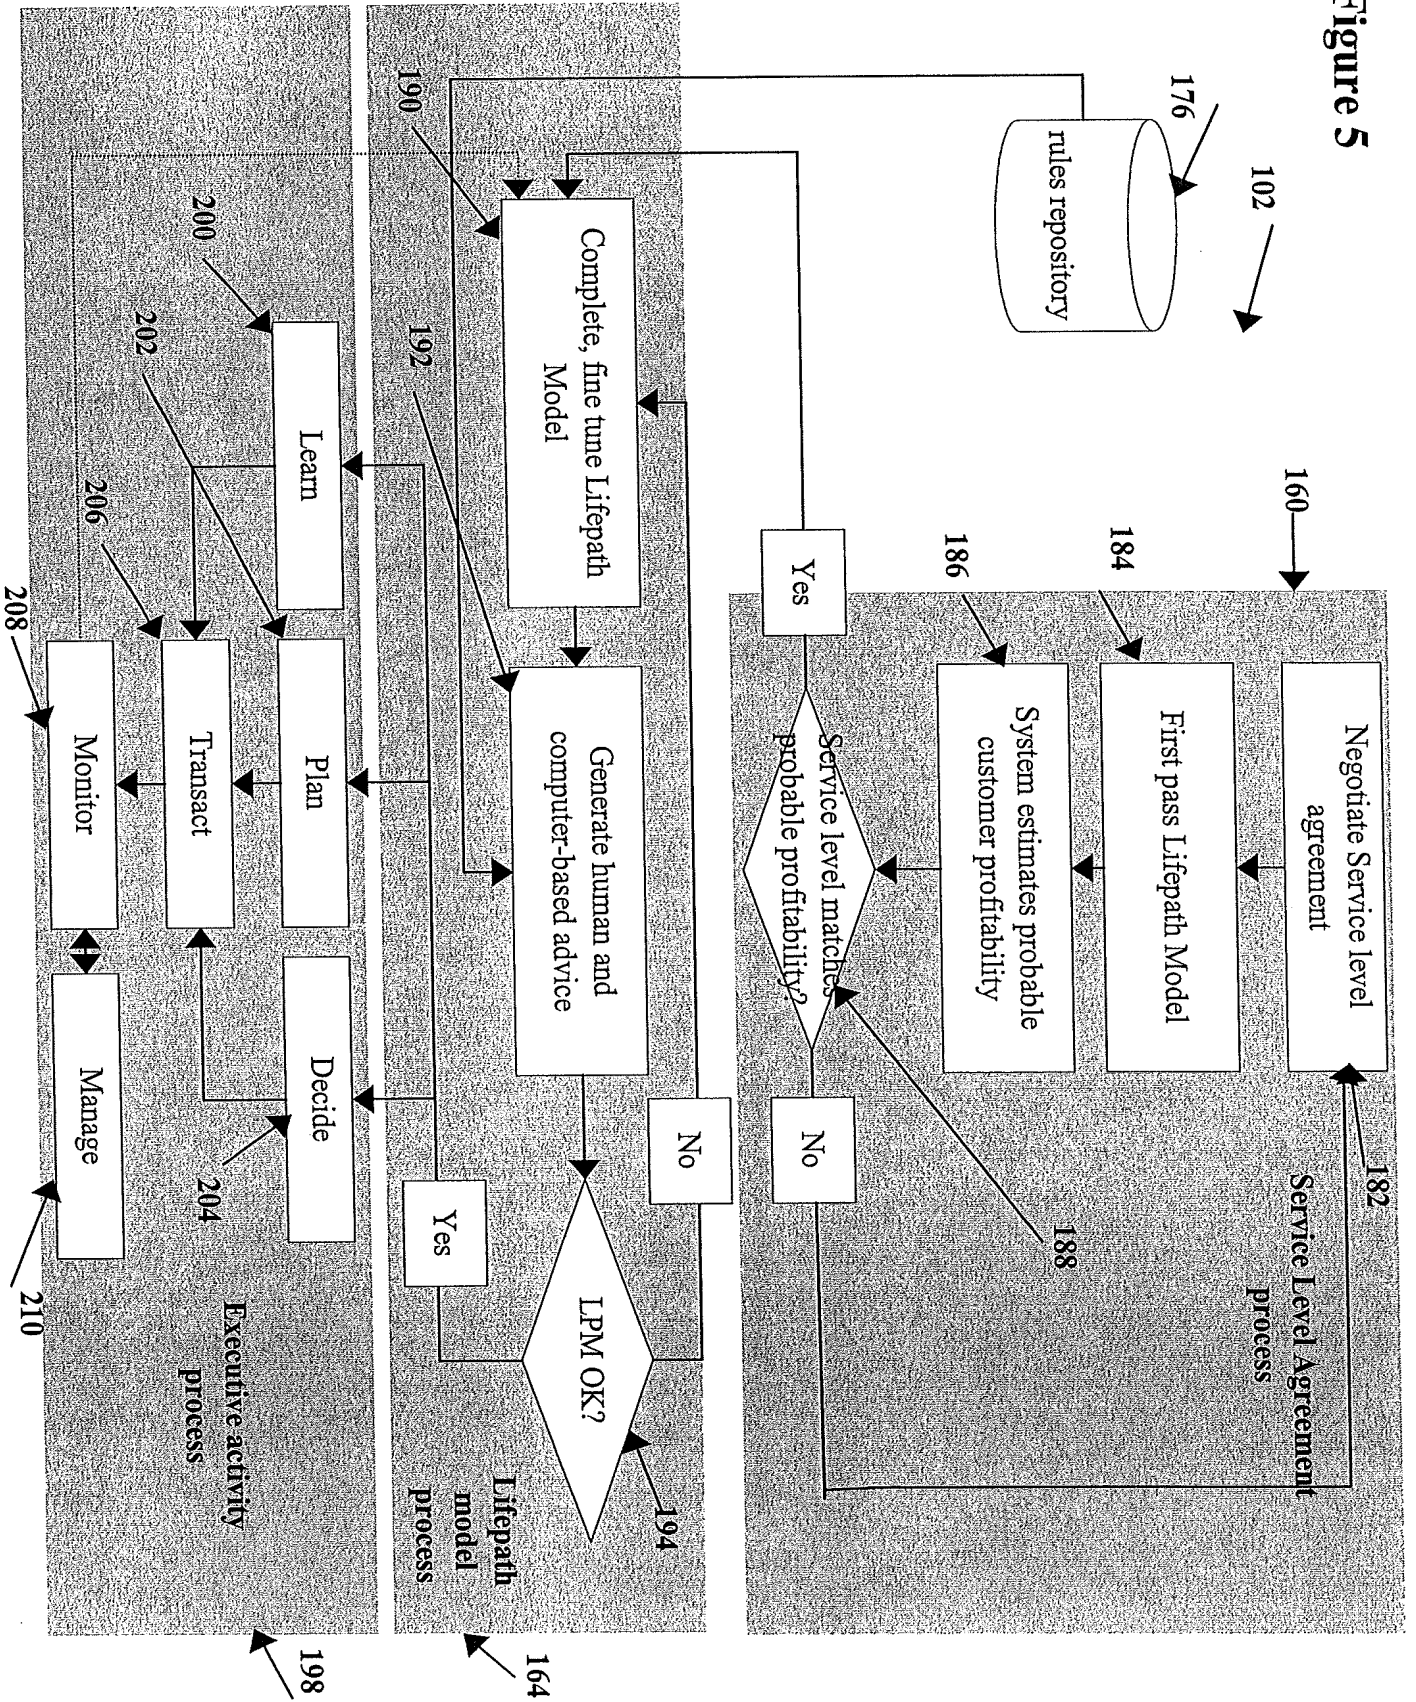 Figure 5
102
176
rules repository
160
182
Negotiate Service level
agreement
184
First pass Lifepath Model
186
System estimates probable
customer profitability
188
Service level matches
probable profitability?
Yes
No
Service Level Agreement
process
190
Complete, fine tune Lifepath
Model
192
Generate human and
computer-based advice
No
194
LPM OK?
Yes
Lifepath
model
process
164
200
Learn
202
Plan
Decide
204
206
Transact
208
Monitor
Manage
210
Executive activity
process
198